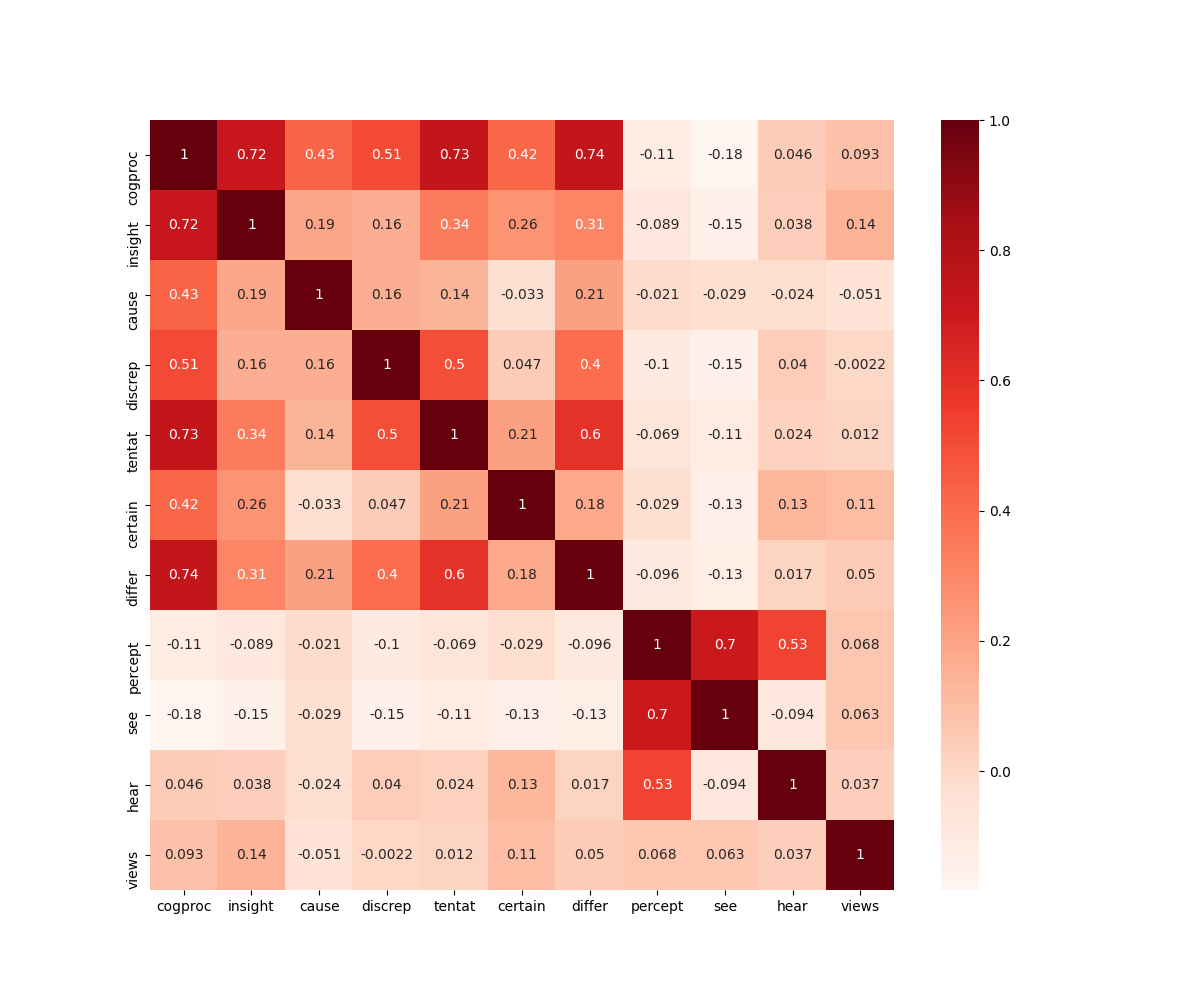 cogproc 1 0.72 0.43 0.51 0.73 0.42 0.74 -0.11 -0.18 0.046 0.093
insight 0.72 1 0.19 0.16 0.34 0.26 0.31 -0.089 -0.15 0.038 0.14
cause 0.43 0.19 1 0.16 0.14 -0.033 0.21 -0.021 -0.029 -0.024 -0.051
discrep 0.51 0.16 0.16 1 0.5 0.047 0.4 -0.1 -0.15 0.04 -0.0022
tentat 0.73 0.34 0.14 0.5 1 0.21 0.6 -0.069 -0.11 0.024 0.012
certain 0.42 0.26 -0.033 0.047 0.21 1 0.18 -0.029 -0.13 0.13 0.11
differ 0.74 0.31 0.21 0.4 0.6 0.18 1 -0.096 -0.13 0.017 0.05
percept -0.11 -0.089 -0.021 -0.1 -0.069 -0.029 -0.096 1 0.7 0.53 0.068
see -0.18 -0.15 -0.029 -0.15 -0.11 -0.13 -0.13 0.7 1 -0.094 0.063
hear 0.046 0.038 -0.024 0.04 0.024 0.13 0.017 0.53 -0.094 1 0.037
views 0.093 0.14 -0.051 -0.0022 0.012 0.11 0.05 0.068 0.063 0.037 1
cogproc insight cause discrep tentat certain differ percept see hear views
1.0
0.8
0.6
0.4
0.2
0.0